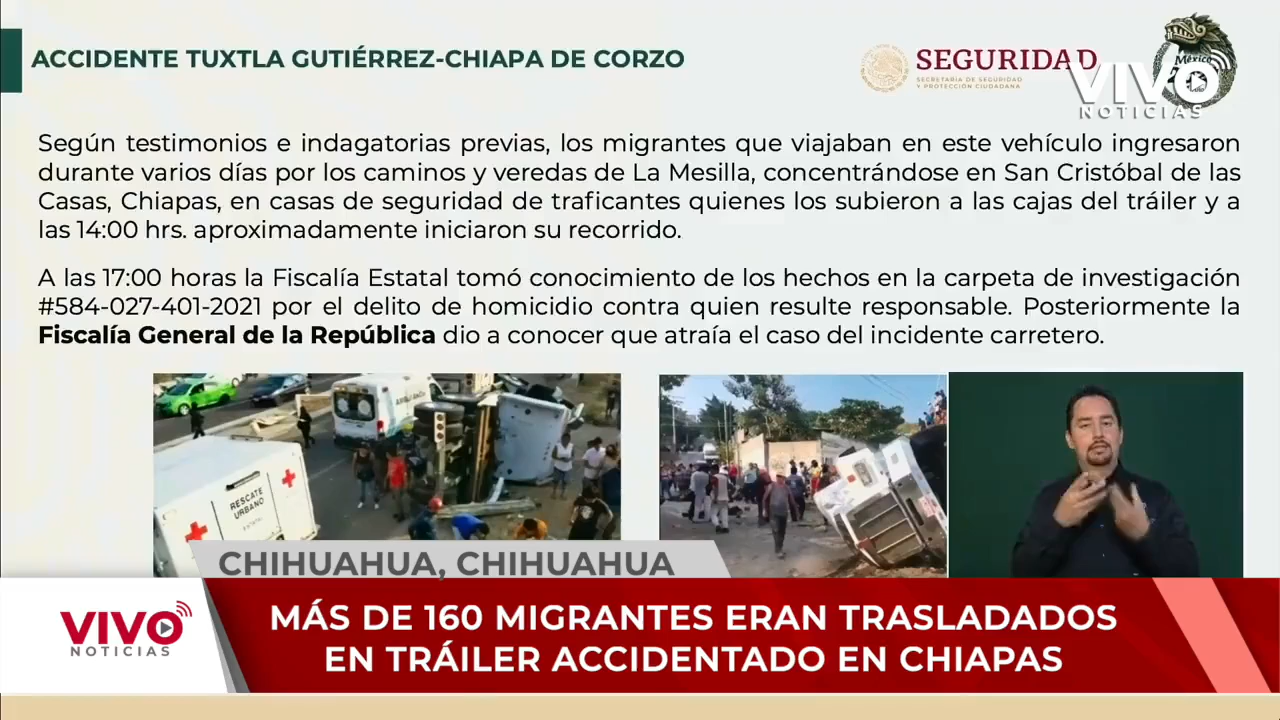 ACCIDENTE TUXTLA GUTIÉRREZ-CHIAPA DE CORZO
SEGURIDAD
SECRETARÍA DE SEGURIDAD
Y PROTECCIÓN CIUDADANA
México
VIVO
NOTICIAS
Según testimonios e indagatorias previas, los migrantes que viajaban en este vehículo ingresaron
durante varios días por los caminos y veredas de La Mesilla, concentrándose en San Cristóbal de las
Casas, Chiapas, en casas de seguridad de traficantes quienes los subieron a las cajas del tráiler y a
las 14:00 hrs. aproximadamente iniciaron su recorrido.
A las 17:00 horas la Fiscalía Estatal tomó conocimiento de los hechos en la carpeta de investigación
#584-027-401-2021 por el delito de homicidio contra quien resulte responsable. Posteriormente la
Fiscalía General de la República dio a conocer que atraía el caso del incidente carretero.
AMBULANCIA
RESCATE
URBANO
CHIHUAHUA, CHIHUAHUA
VIVO
NOTICIAS
MÁS DE 160 MIGRANTES ERAN TRASLADADOS
EN TRÁILER ACCIDENTADO EN CHIAPAS